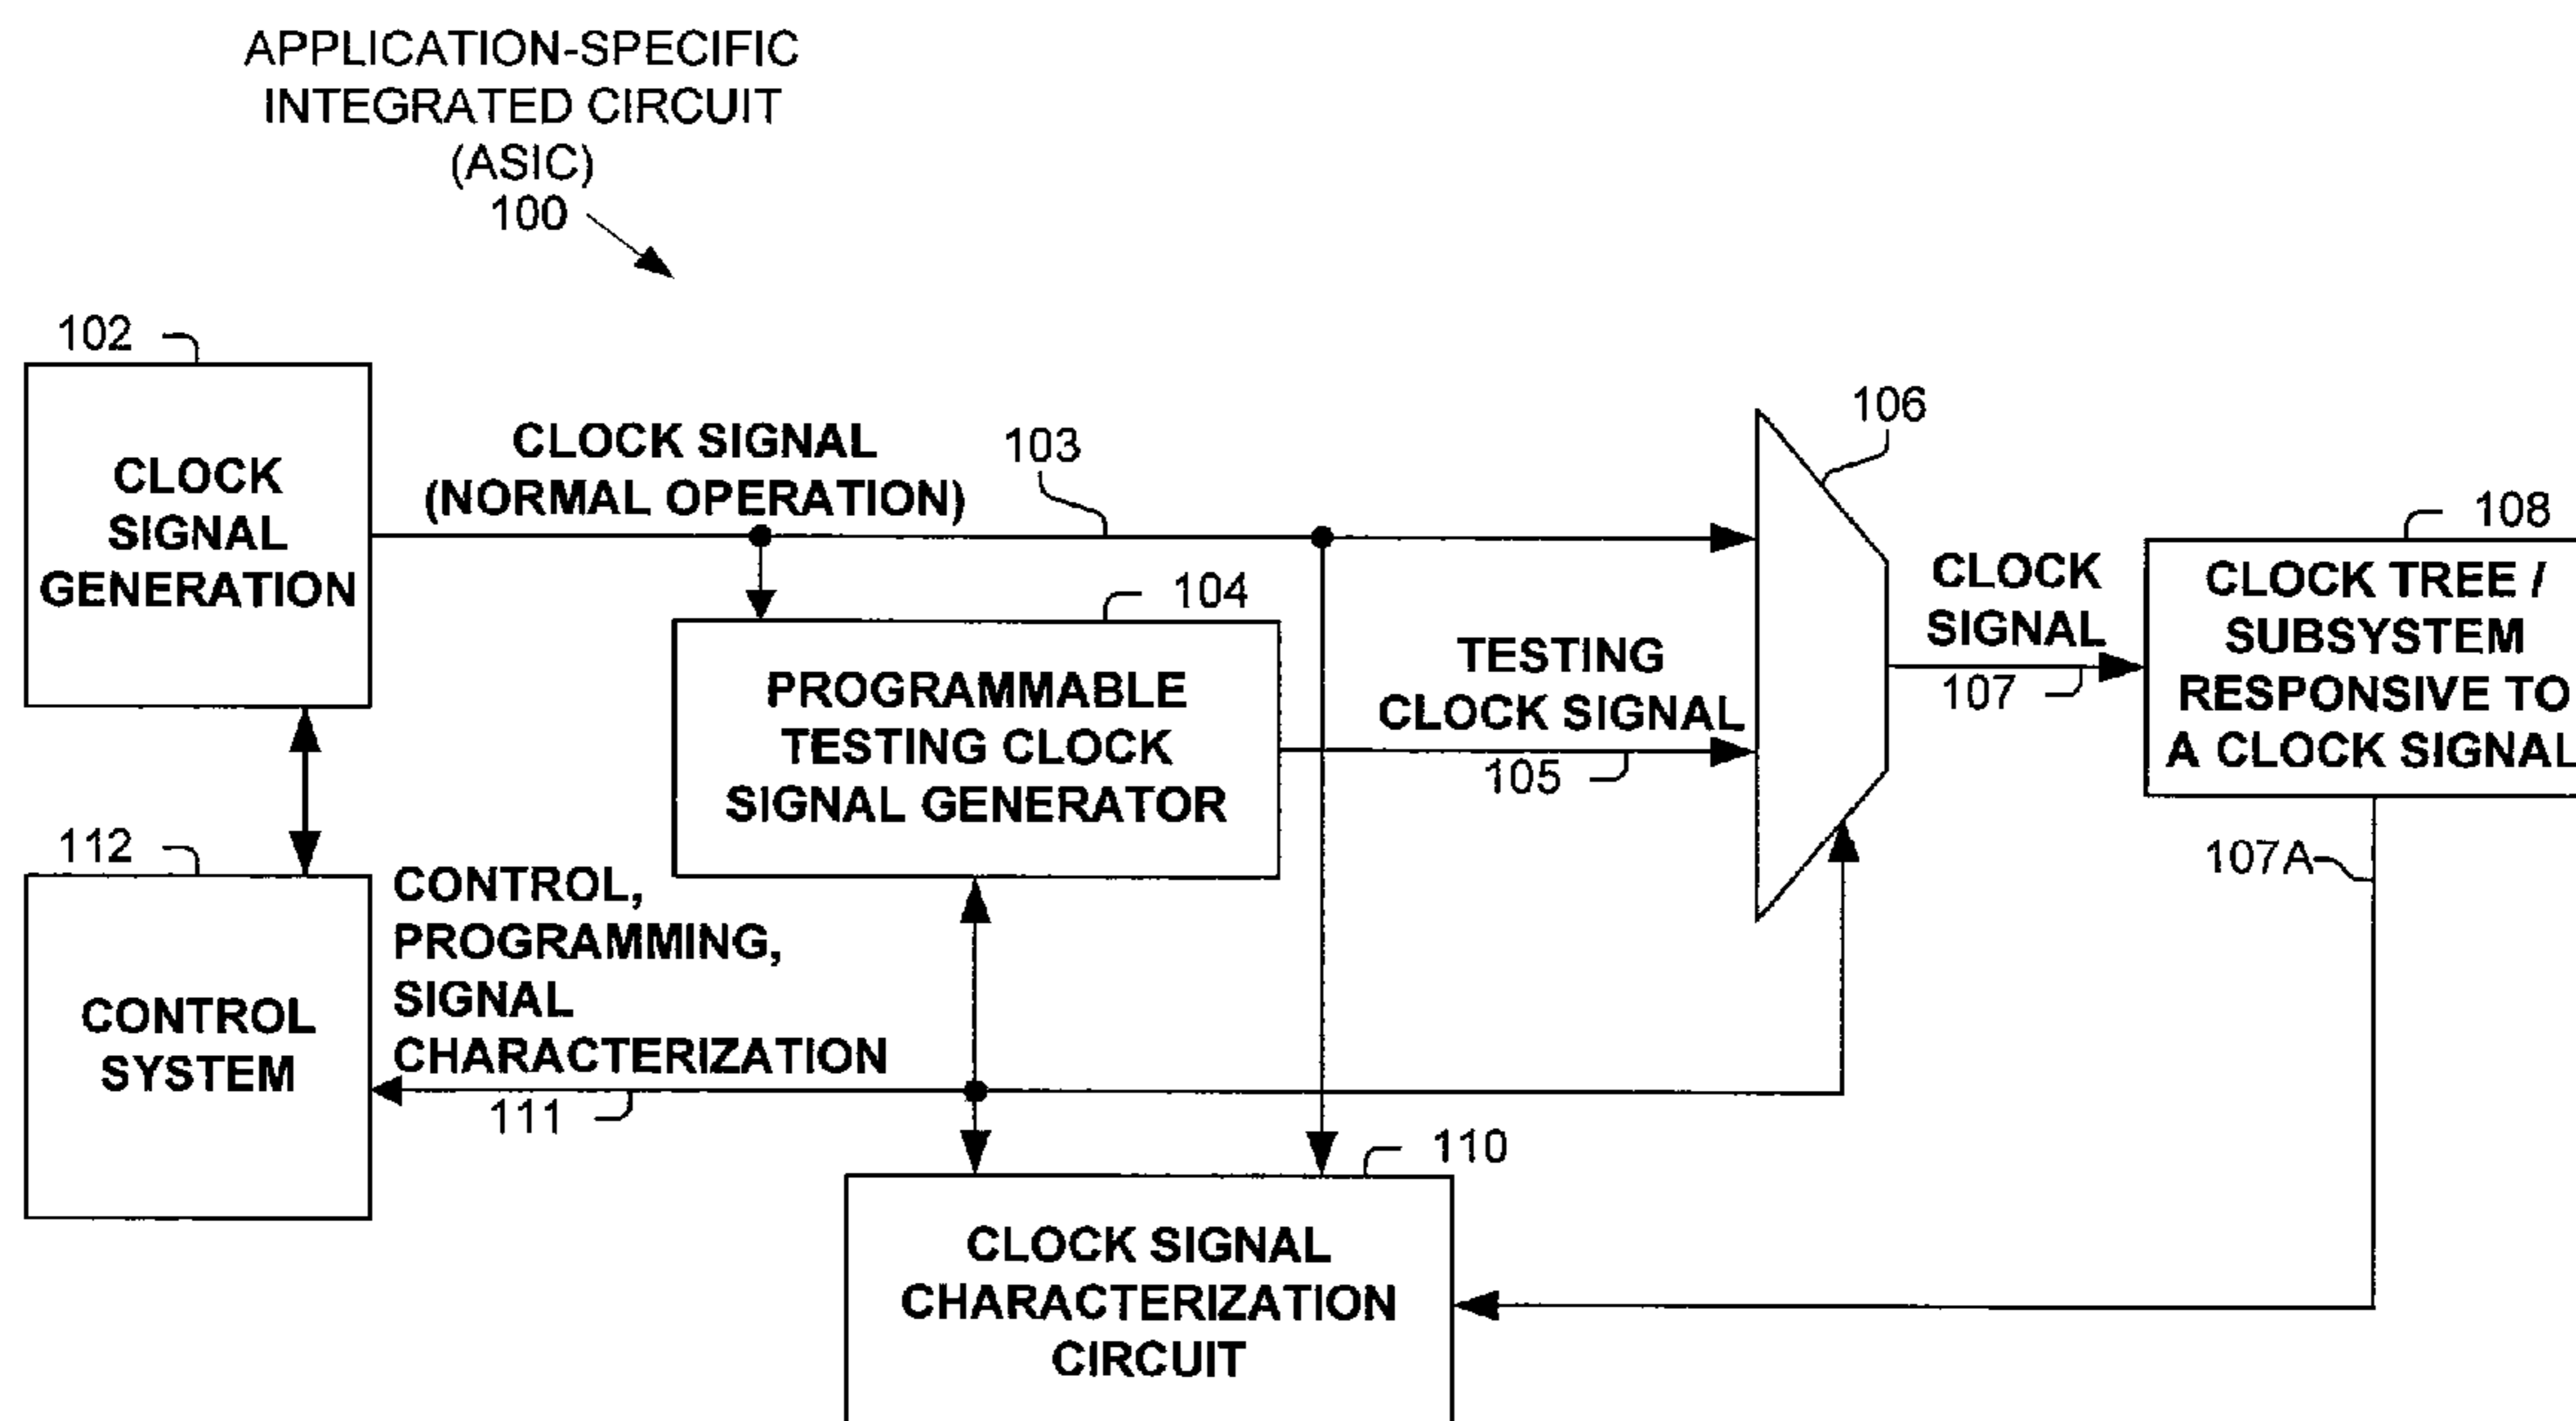 APPLICATION-SPECIFIC
INTEGRATED CIRCUIT
(ASIC)
100
102
CLOCK
SIGNAL
GENERATION
CLOCK SIGNAL
(NORMAL OPERATION)
103
106
104
PROGRAMMABLE
TESTING CLOCK
SIGNAL GENERATOR
TESTING
CLOCK SIGNAL
105
CLOCK
SIGNAL
107
108
CLOCK TREE /
SUBSYSTEM
RESPONSIVE TO
A CLOCK SIGNAL
107A
112
CONTROL
SYSTEM
CONTROL,
PROGRAMMING,
SIGNAL
CHARACTERIZATION
111
110
CLOCK SIGNAL
CHARACTERIZATION
CIRCUIT